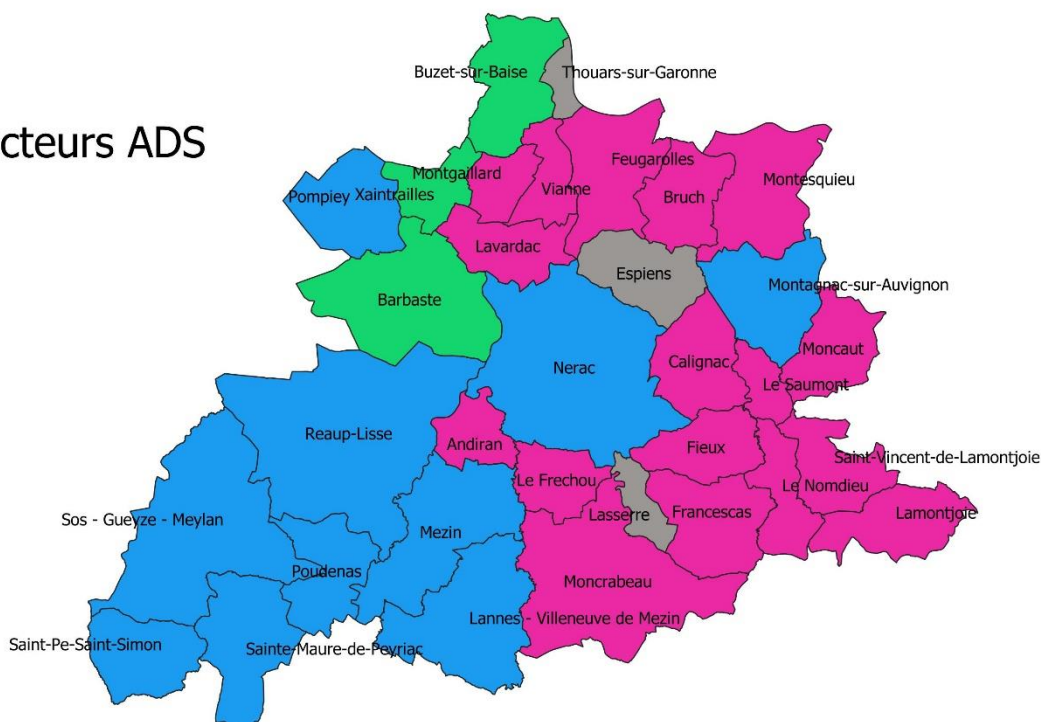 Buzet-sur-Baise
Thouars-sur-Garonne
cteurs ADS
Feugarolles
Montgaillard
Montesquieu
Vianne
Pompiey
Xaintrailles
Bruch
Lavardac
Espiens
Montagnac-sur-Auvignon
Barbaste
Moncaut
Calignac
Nerac
Le Saumont
Reaup-Lisse
Andiran
Fieux
Saint-Vincent-de-Lamontjoie
Le Frechou
Le Nomdieu
Lasserre
Francescas
Lamontjoie
Sos - Gueyze - Meylan
Mezin
Poudenas
Moncrabeau
Lannes - Villeneuve de Mezin
Saint-Pe-Saint-Simon
Sainte-Maure-de-Peyriac